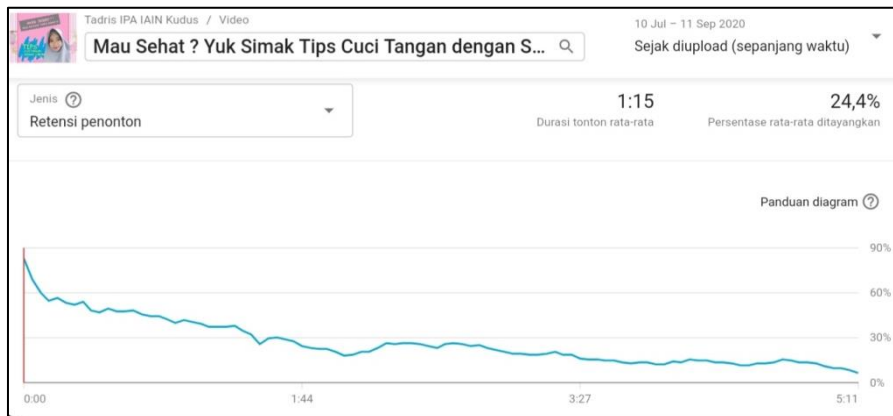 Tadris IPA IAIN Kudus / Video
Mau Sehat ? Yuk Simak Tips Cuci Tangan dengan S...
10 Jul – 11 Sep 2020
Sejak diupload (sepanjang waktu)
Jenis
Retensi penonton
1:15
Durasi tonton rata-rata
24,4%
Persentase rata-rata ditayangkan
Panduan diagram
90%
60%
30%
0%
0:00 1:44 3:27 5:11